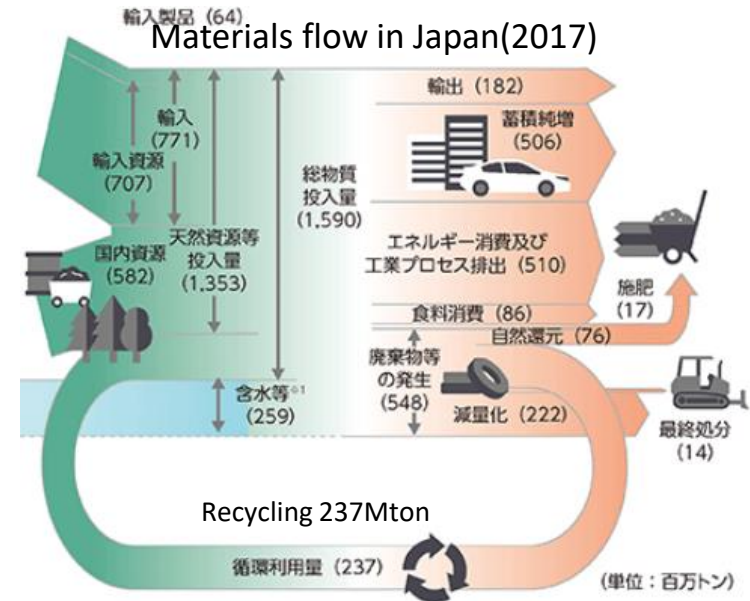 輸入製品 (64)
Materials flow in Japan(2017)
輸入
(771)
輸入資源
(707)
総物質
投入量
(1,590)
国内資源
(582)
天然資源等
投入量
(1,353)
含水等※1
(259)
輸出 (182)
蓄積純増
(506)
エネルギー消費及び
工業プロセス排出 (510)
食料消費 (86)
施肥
(17)
自然還元 (76)
廃棄物等
の発生
(548)
減量化 (222)
最終処分
(14)
Recycling 237Mton
循環利用量 (237)
(単位：百万トン)